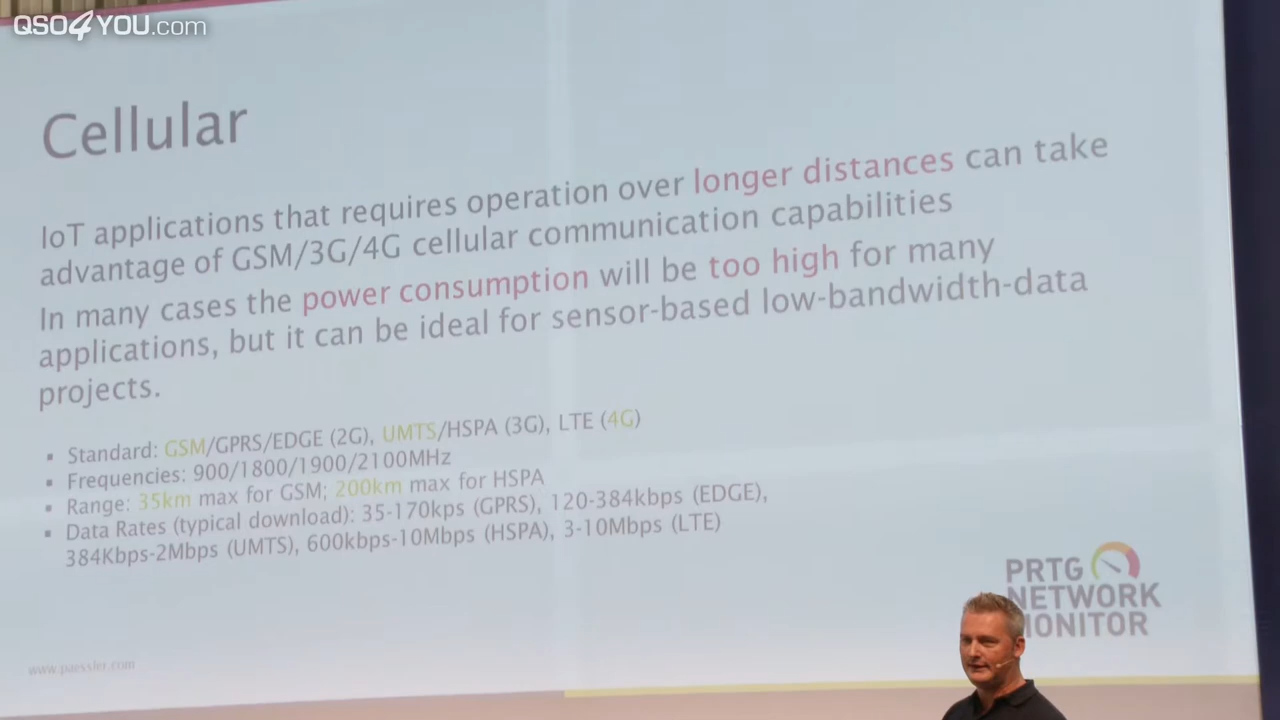 QSO4YOU.com
Cellular
IoT applications that requires operation over longer distances can take
advantage of GSM/3G/4G cellular communication capabilities
In many cases the power consumption will be too high for many
applications, but it can be ideal for sensor-based low-bandwidth-data
projects.
▪ Standard: GSM/GPRS/EDGE (2G), UMTS/HSPA (3G), LTE (4G)
▪ Frequencies: 900/1800/1900/2100MHz
▪ Range: 35km max for GSM; 200km max for HSPA
▪ Data Rates (typical download): 35-170kps (GPRS), 120-384kbps (EDGE),
384Kbps-2Mbps (UMTS), 600kbps-10Mbps (HSPA), 3-10Mbps (LTE)
PRTG
NETWORK
MONITOR
www.paessler.com